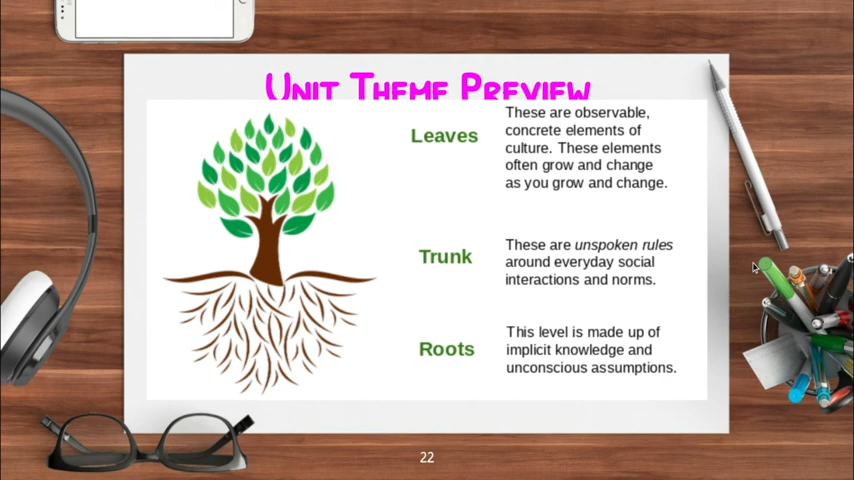 Unit Theme Preview
Leaves
These are observable,
concrete elements of
culture. These elements
often grow and change
as you grow and change.
Trunk
These are unspoken rules
around everyday social
interactions and norms.
Roots
This level is made up of
implicit knowledge and
unconscious assumptions.
22